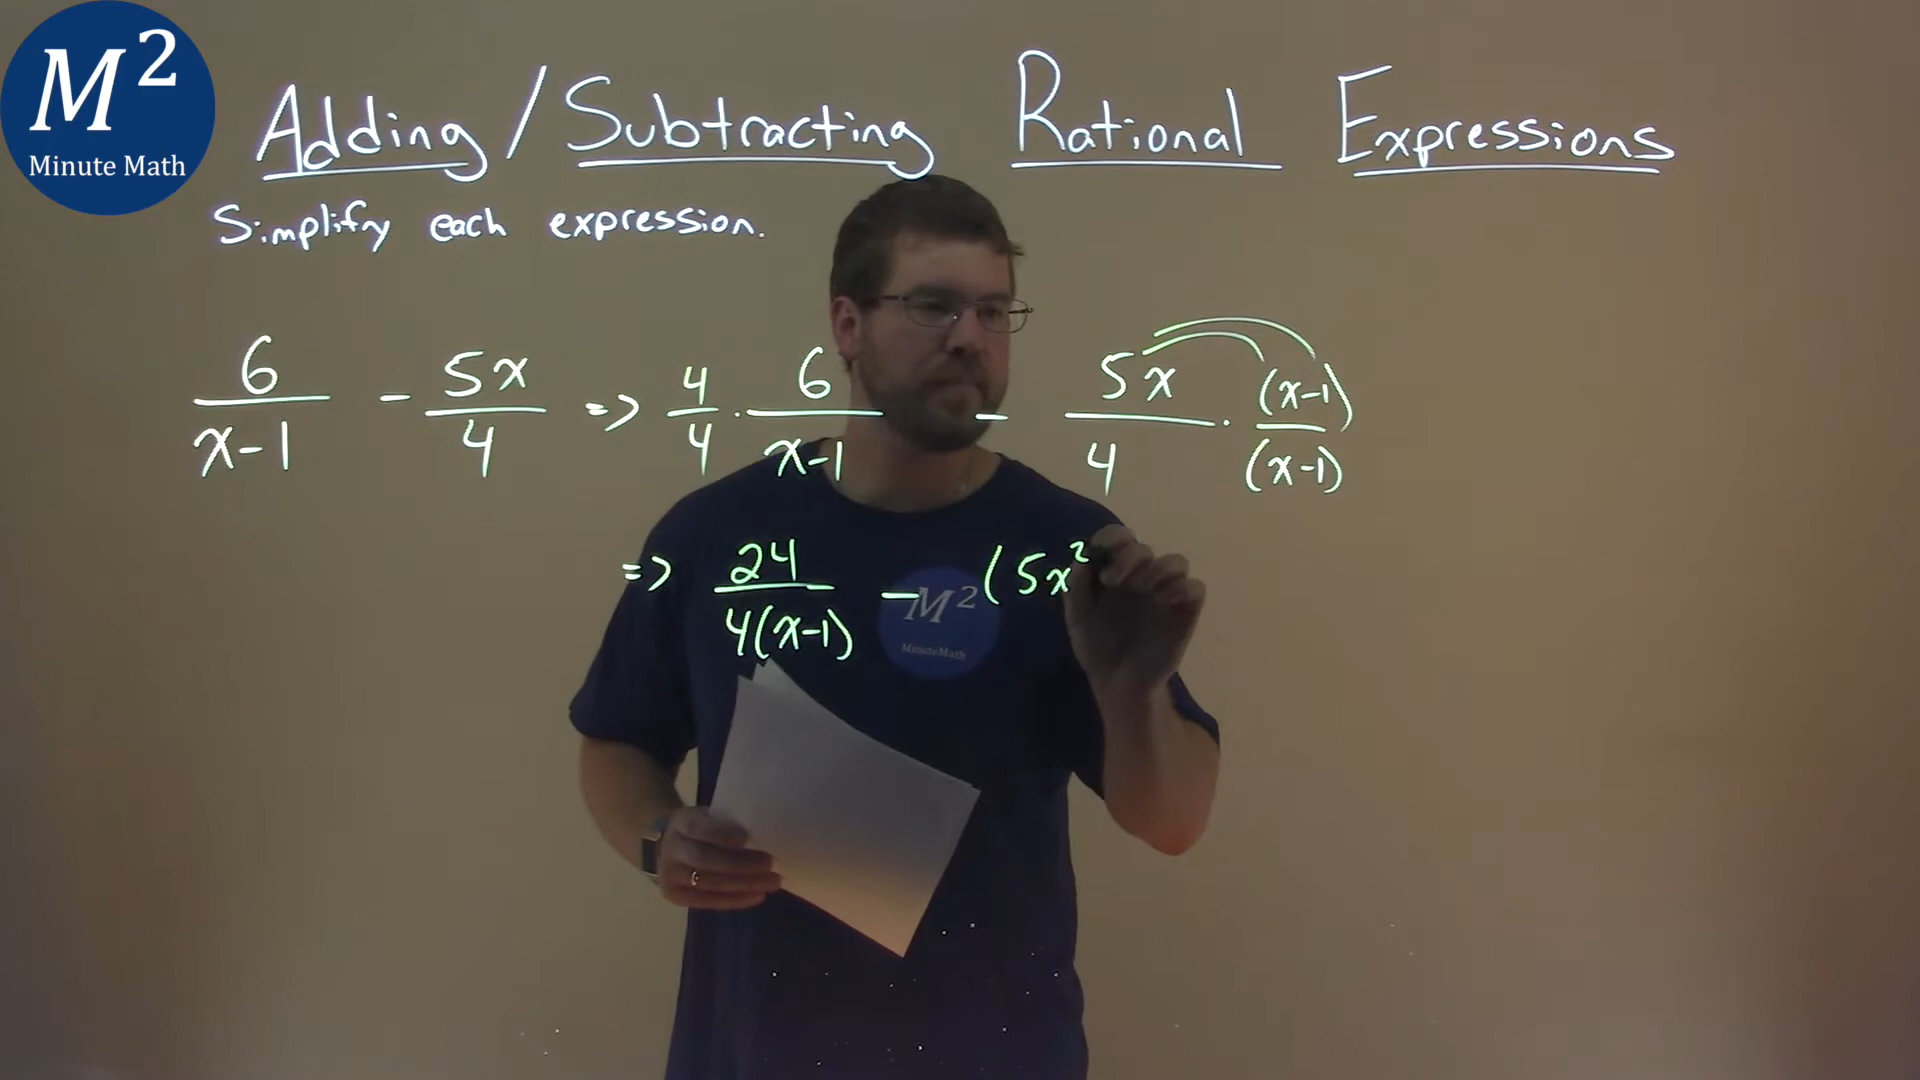 M²
Minute Math
Adding/Subtracting Rational Expressions
Simplify each expression.
6/(x-1) - 5x/4 => 4/4 · 6/(x-1) - 5x/4 · (x-1)/(x-1)
=> 24/4(x-1) - (5x²
M²
MinuteMath